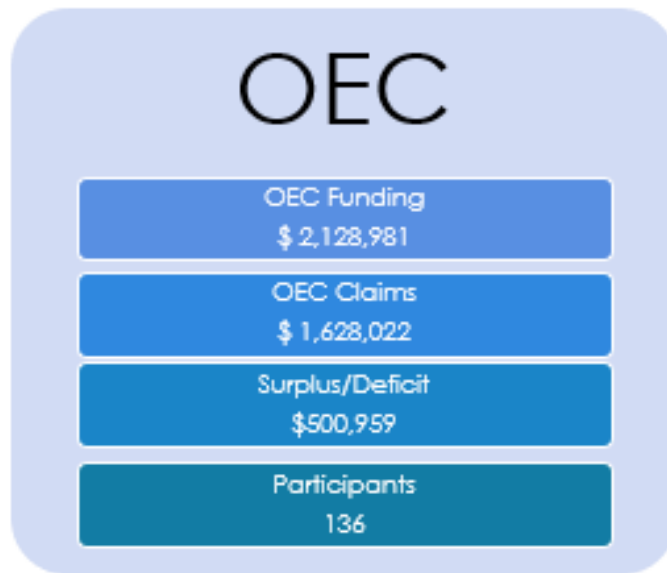 OEC
OEC Funding
$ 2,128,981
OEC Claims
$ 1,628,022
Surplus/Deficit
$500,959
Participants
136